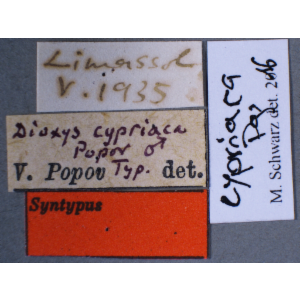 Limassol
V.1935
Dioxys cypriaca
Popov ♂
Typ.
V. Popov det.
Syntypus
cypriaca
Pop
M. Schwarz det. 2006